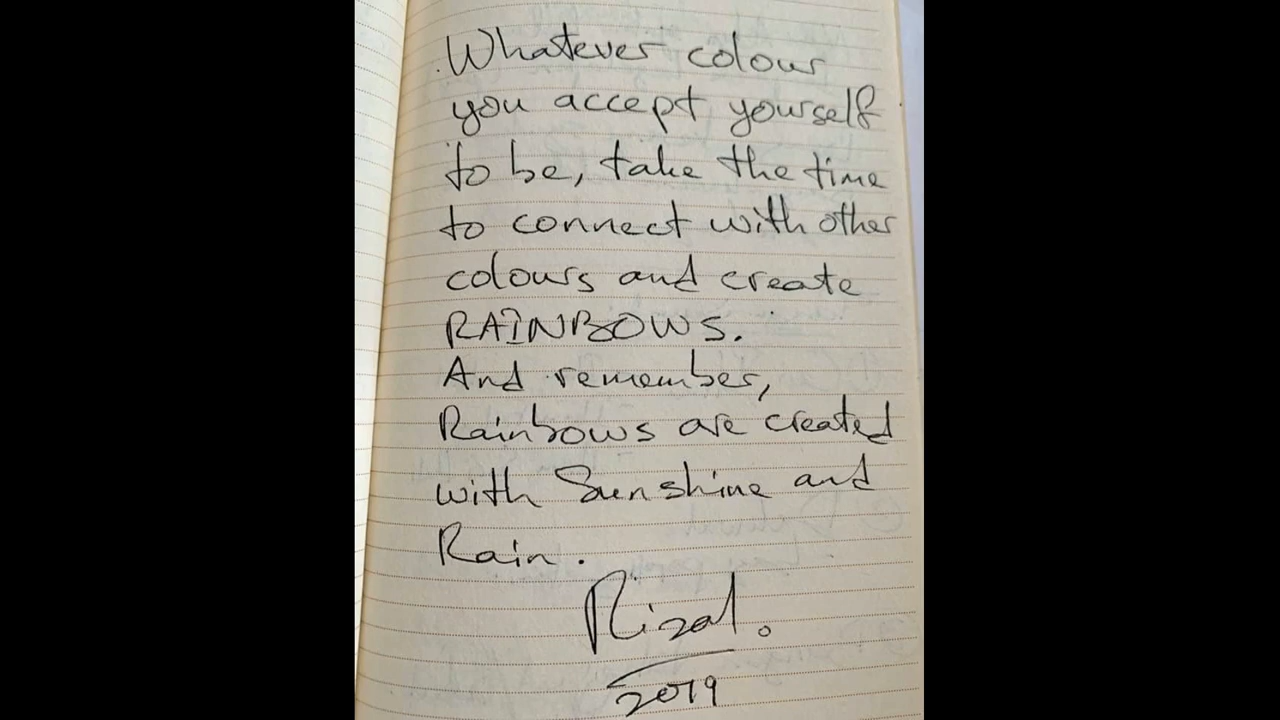 Whatever colour
you accept yourself
to be, take the time
to connect with other
colours and create
RAINBOWS.
And remember,
Rainbows are created
with Sunshine and
Rain.
Rizal.
2019